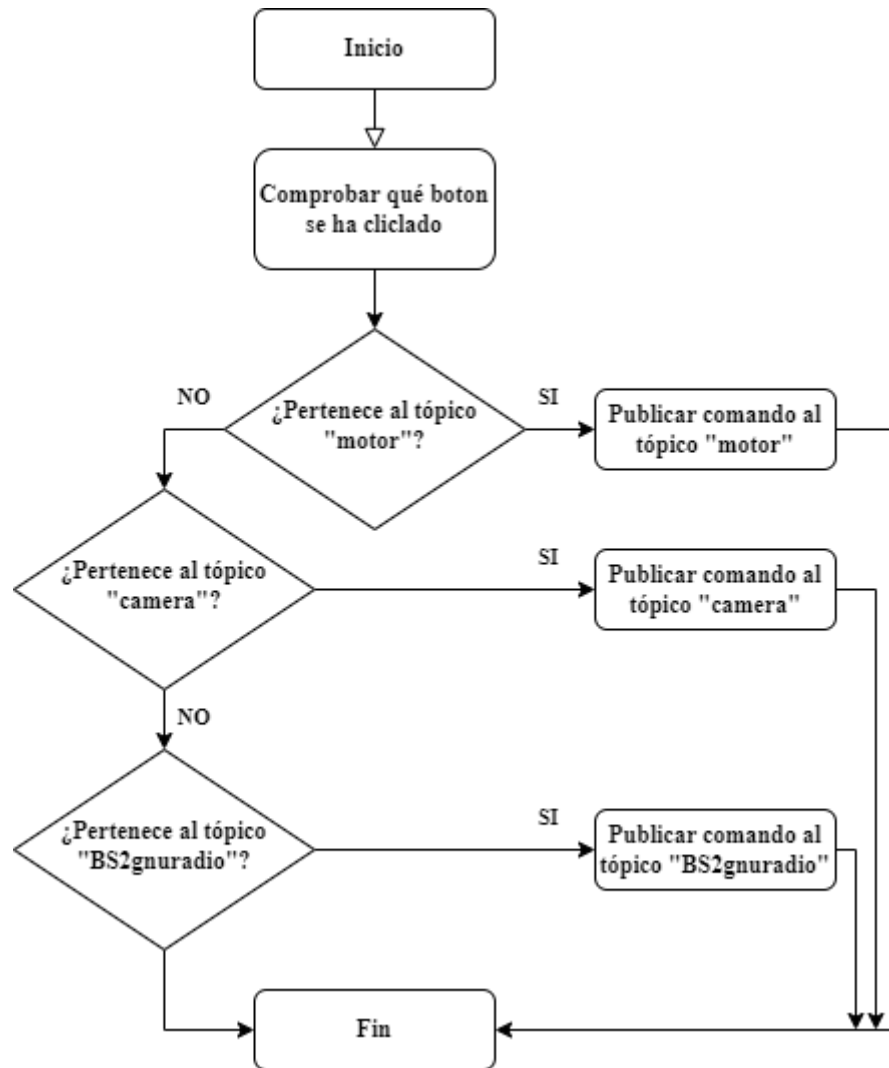 Inicio
Comprobar qué boton
se ha cliclado
¿Pertenece al tópico
"motor"?
NO
SI
Publicar comando al
tópico "motor"
¿Pertenece al tópico
"camera"?
SI
Publicar comando al
tópico "camera"
NO
¿Pertenece al tópico
"BS2gnuradio"?
SI
Publicar comando al
tópico "BS2gnuradio"
Fin